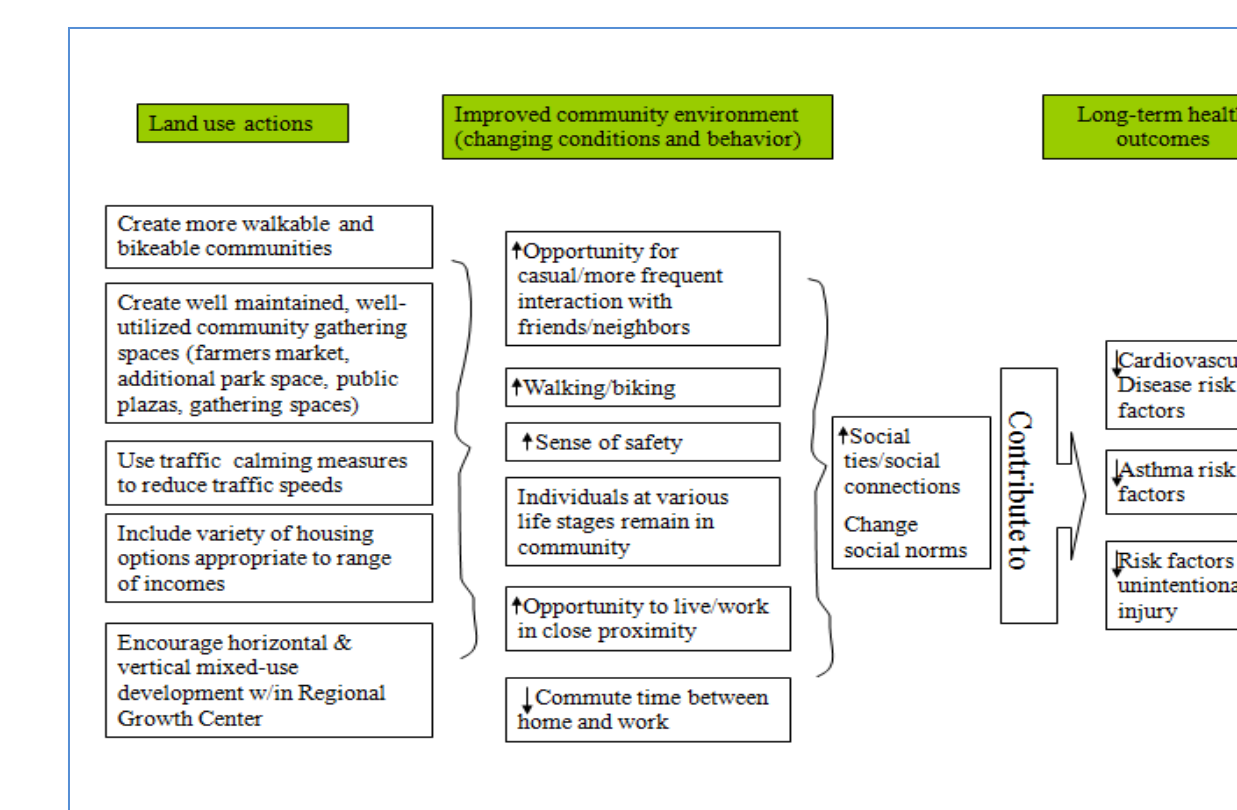 Land use actions
Improved community environment
(changing conditions and behavior)
Long-term health
outcomes
Create more walkable and
bikeable communities
Create well maintained, well-
utilized community gathering
spaces (farmers market,
additional park space, public
plazas, gathering spaces)
Use traffic calming measures
to reduce traffic speeds
Include variety of housing
options appropriate to range
of incomes
Encourage horizontal &
vertical mixed-use
development w/in Regional
Growth Center
↑Opportunity for
casual/more frequent
interaction with
friends/neighbors
↑Walking/biking
↑Sense of safety
Individuals at various
life stages remain in
community
↑Opportunity to live/work
in close proximity
↓Commute time between
home and work
↑Social
ties/social
connections
Change
social norms
Contribute to
↓Cardiovascu
Disease risk
factors
↓Asthma risk
factors
↓Risk factors
unintentiona
injury